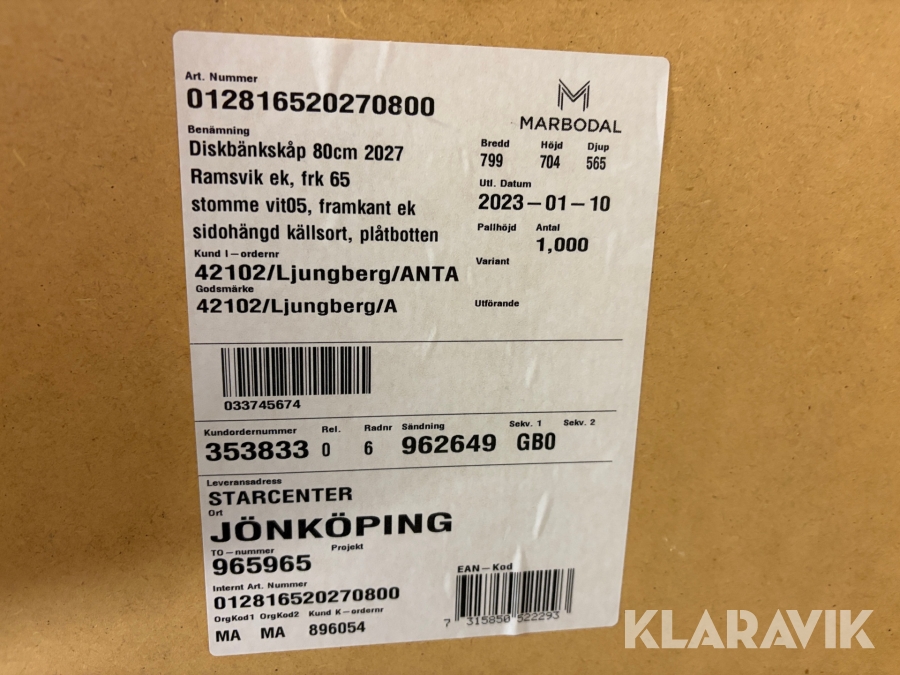 Art. Nummer
012816520270800
MARBODAL
Benämning
Diskbänkskåp 80cm 2027
Ramsvik ek, frk 65
stomme vit05, framkant ek
sidohängd källsort, plåtbotten
Bredd Höjd Djup
799 704 565
Utl. Datum
2023-01-10
Pallhöjd Antal
1,000
Variant
Kund I-ordernr
42102/Ljungberg/ANTA
Godsmärke
42102/Ljungberg/A
Utförande
033745674
Kundordernummer Rel. Radnr Sändning Sekv. 1 Sekv. 2
353833 0 6 962649 GB0
Leveransadress
STARCENTER
Ort
JÖNKÖPING
TO-nummer Projekt
965965
Internt Art. Nummer
012816520270800
OrgKod1 OrgKod2 Kund K-ordernr
MA MA 896054
EAN-Kod
7 315850 522293
KLARAVIK